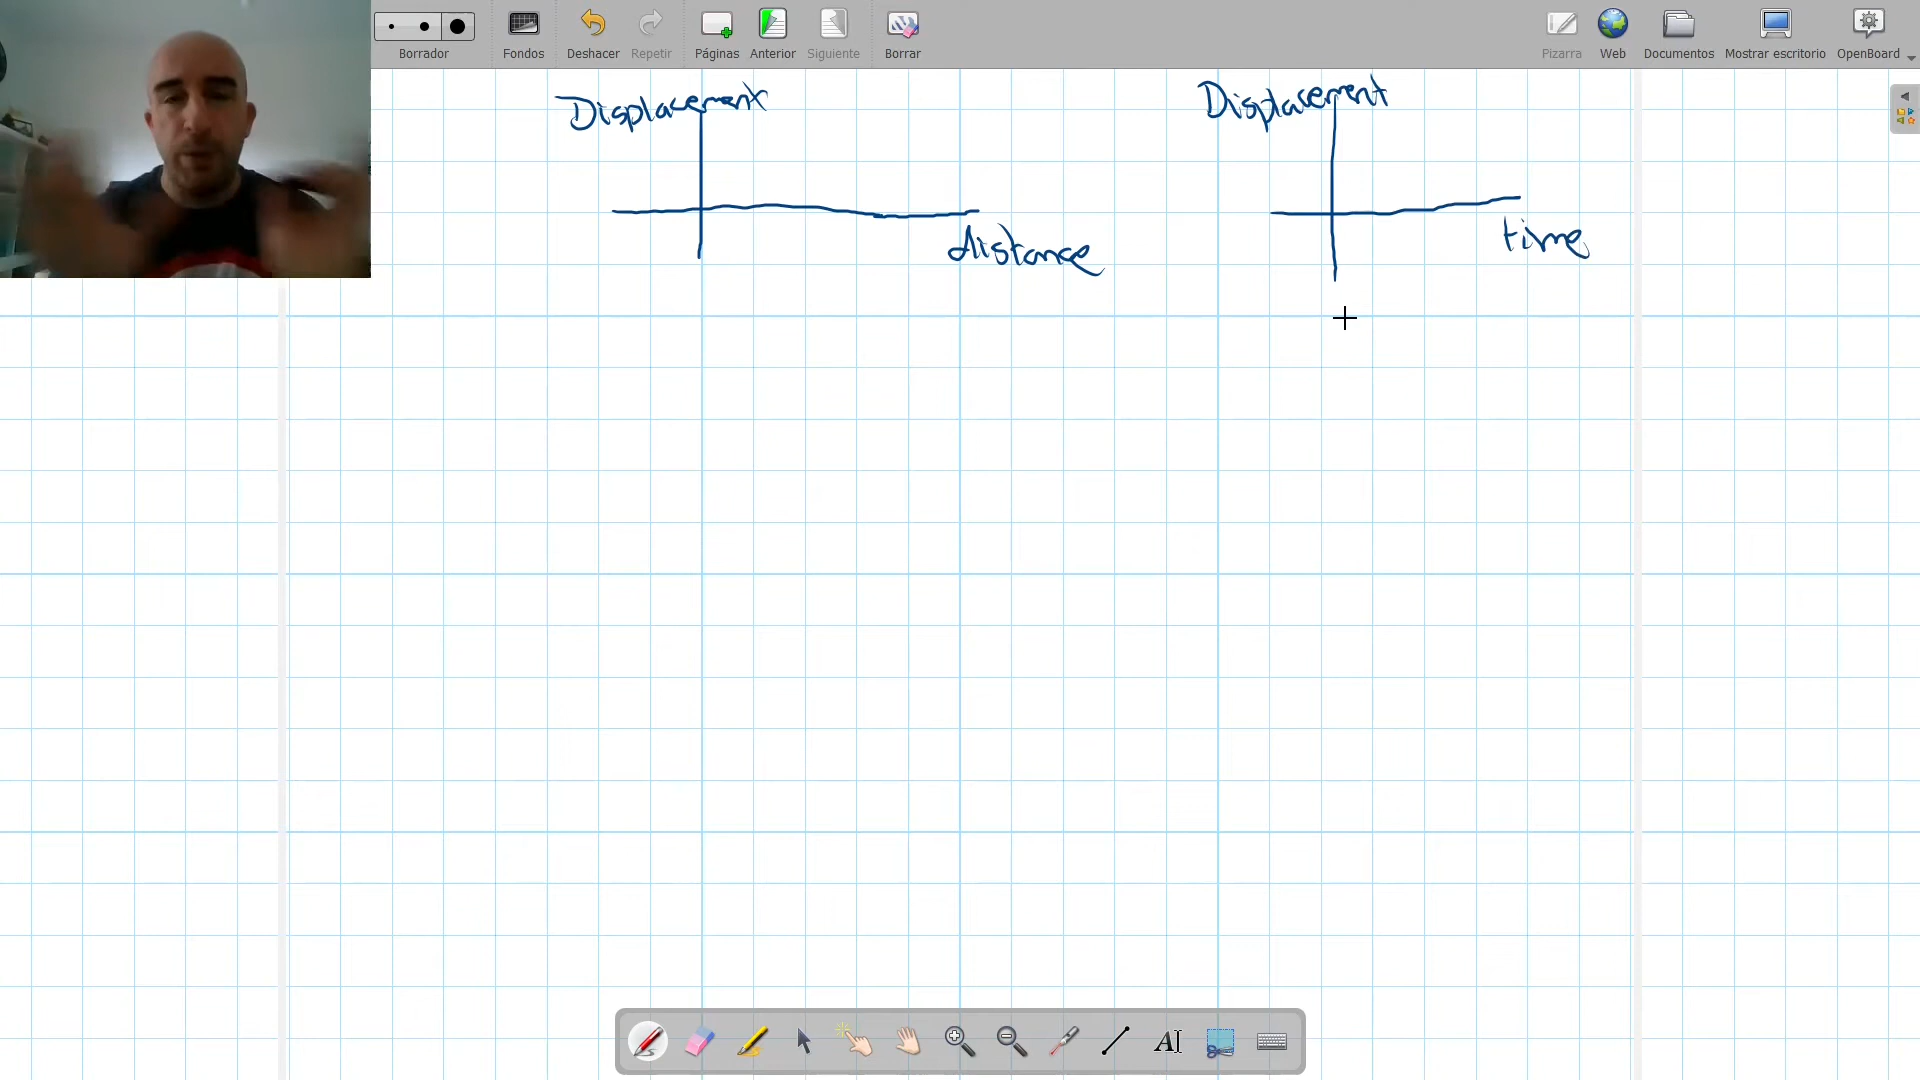 Borrador
Fondos
Deshacer
Repetir
Páginas
Anterior
Siguiente
Borrar
Pizarra
Web
Documentos
Mostrar escritorio
OpenBoard
Displacement
distance
Displacement
time